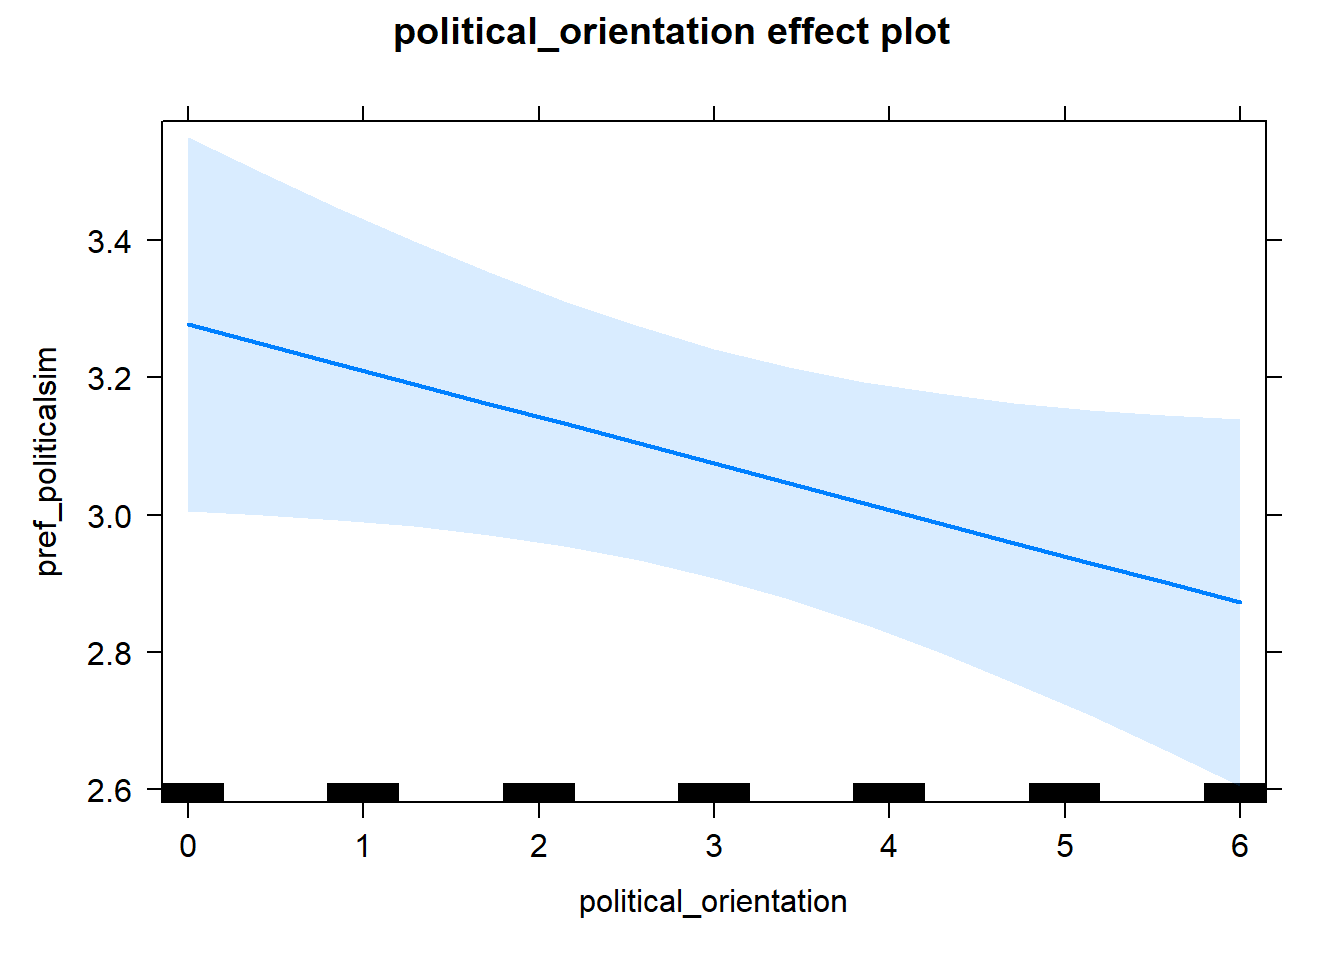 political_orientation effect plot
pref_politicalsim
3.4
3.2
3.0
2.8
2.6
0 1 2 3 4 5 6
political_orientation